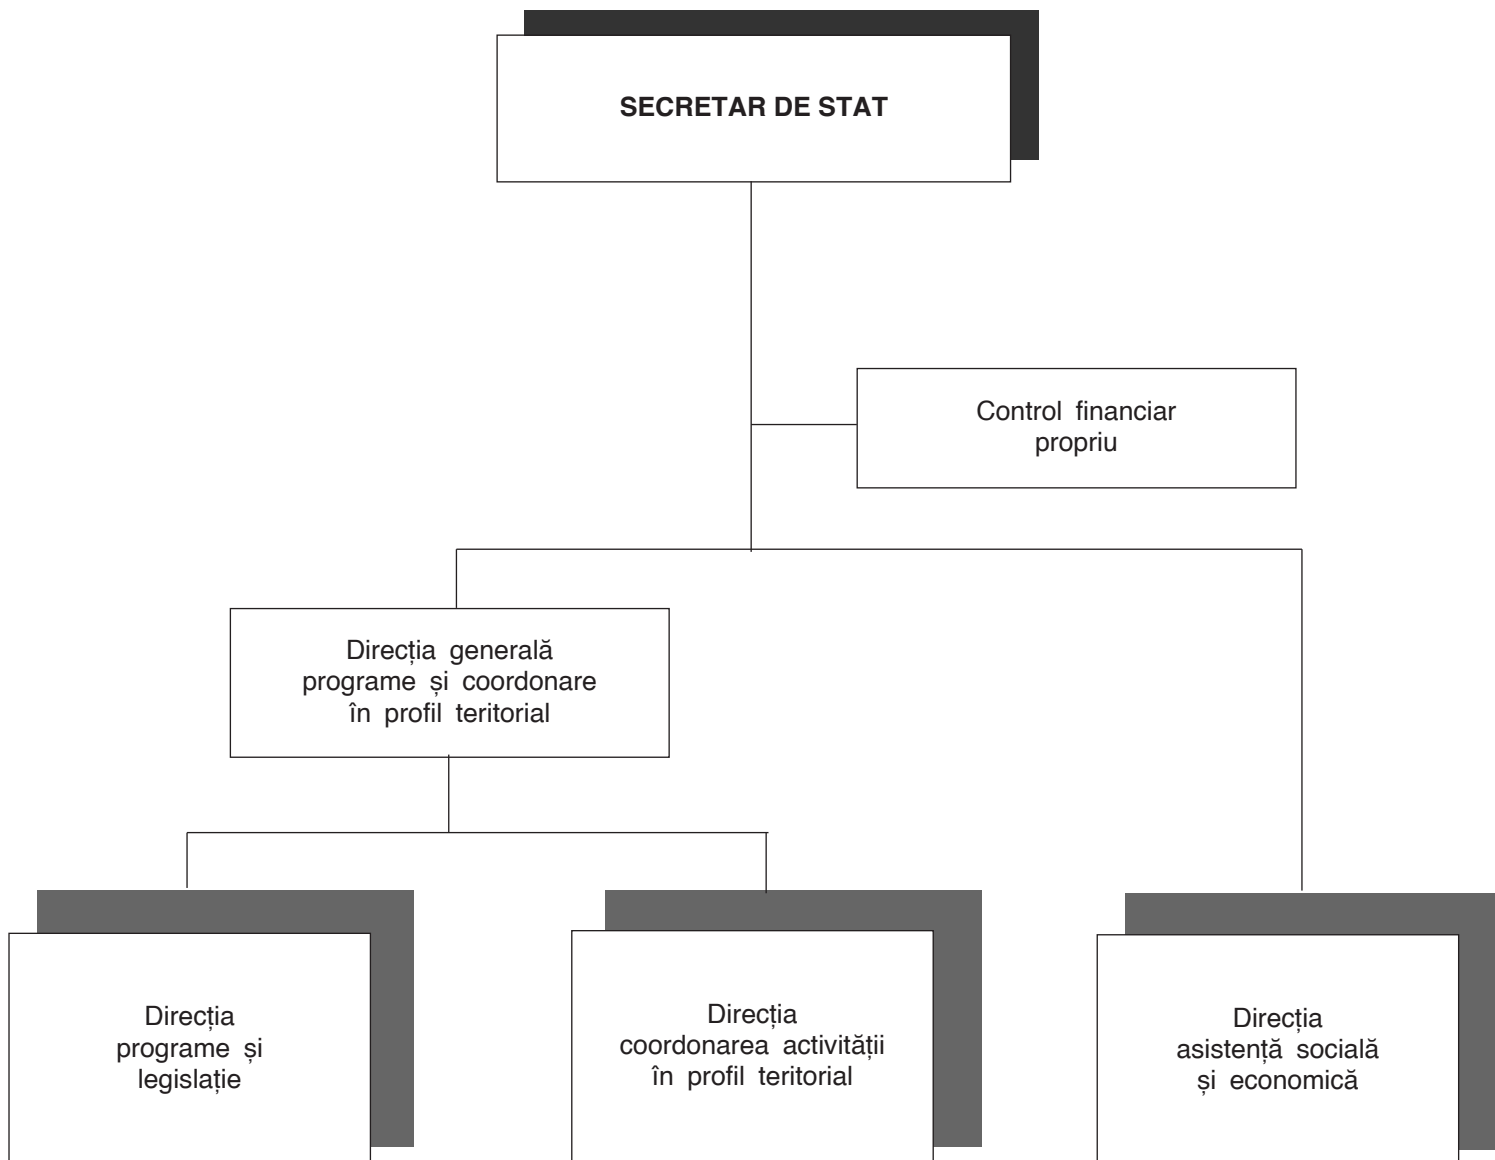 SECRETAR DE STAT
Control financiar
propriu
Direcția generală
programe și coordonare
în profil teritorial
Direcția
programe și
legislație
Direcția
coordonarea activității
în profil teritorial
Direcția
asistență socială
și economică